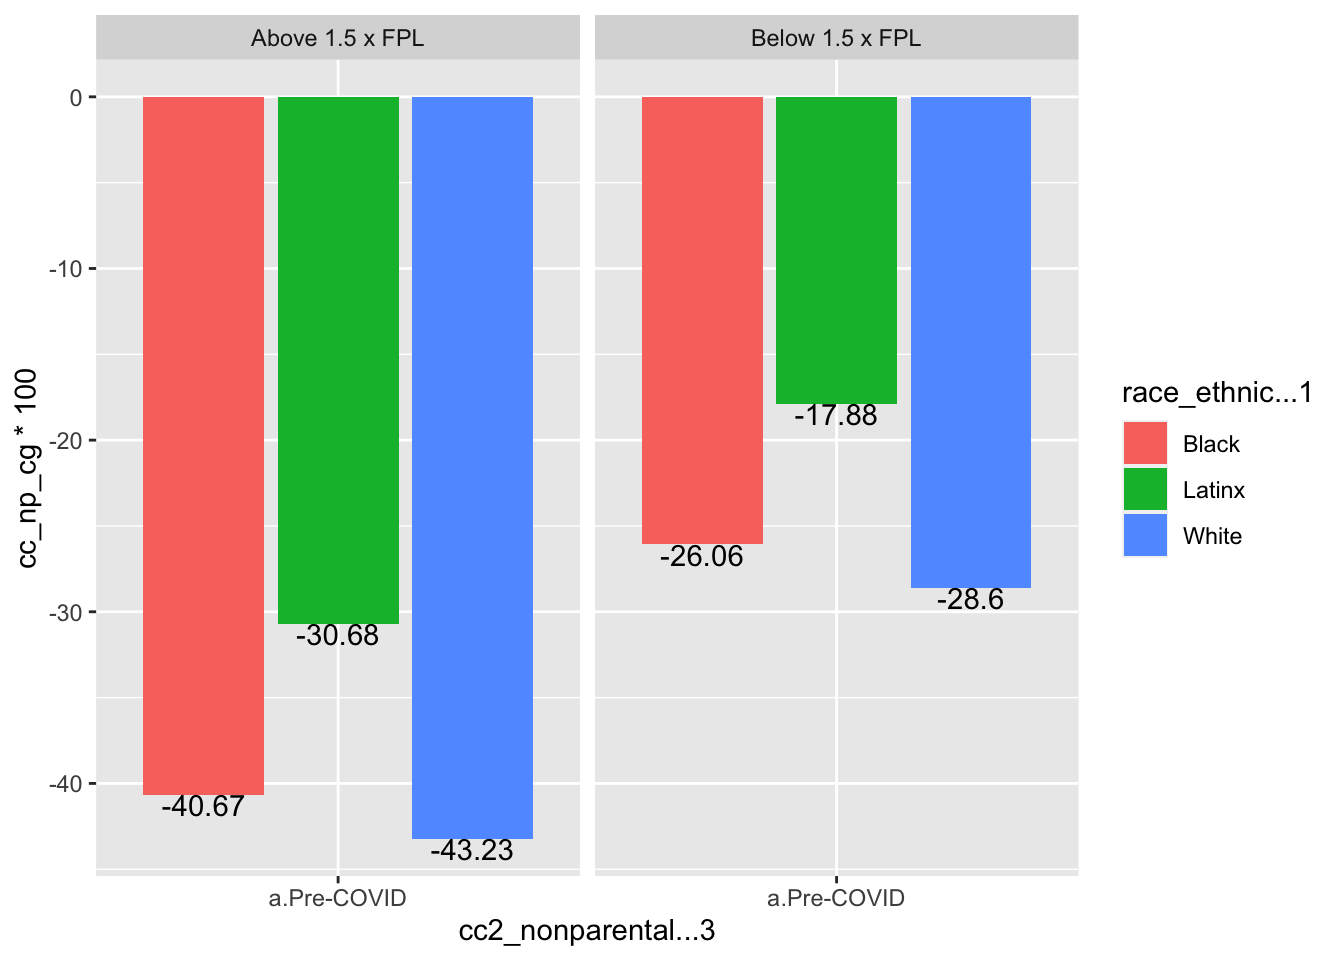 Above 1.5 x FPL
Below 1.5 x FPL
0
-10
-20
-30
-40
cc_np_cg * 100
-40.67
-30.68
-43.23
-26.06
-17.88
-28.6
a.Pre-COVID
a.Pre-COVID
cc2_nonparental...3
race_ethnic...1
Black
Latinx
White